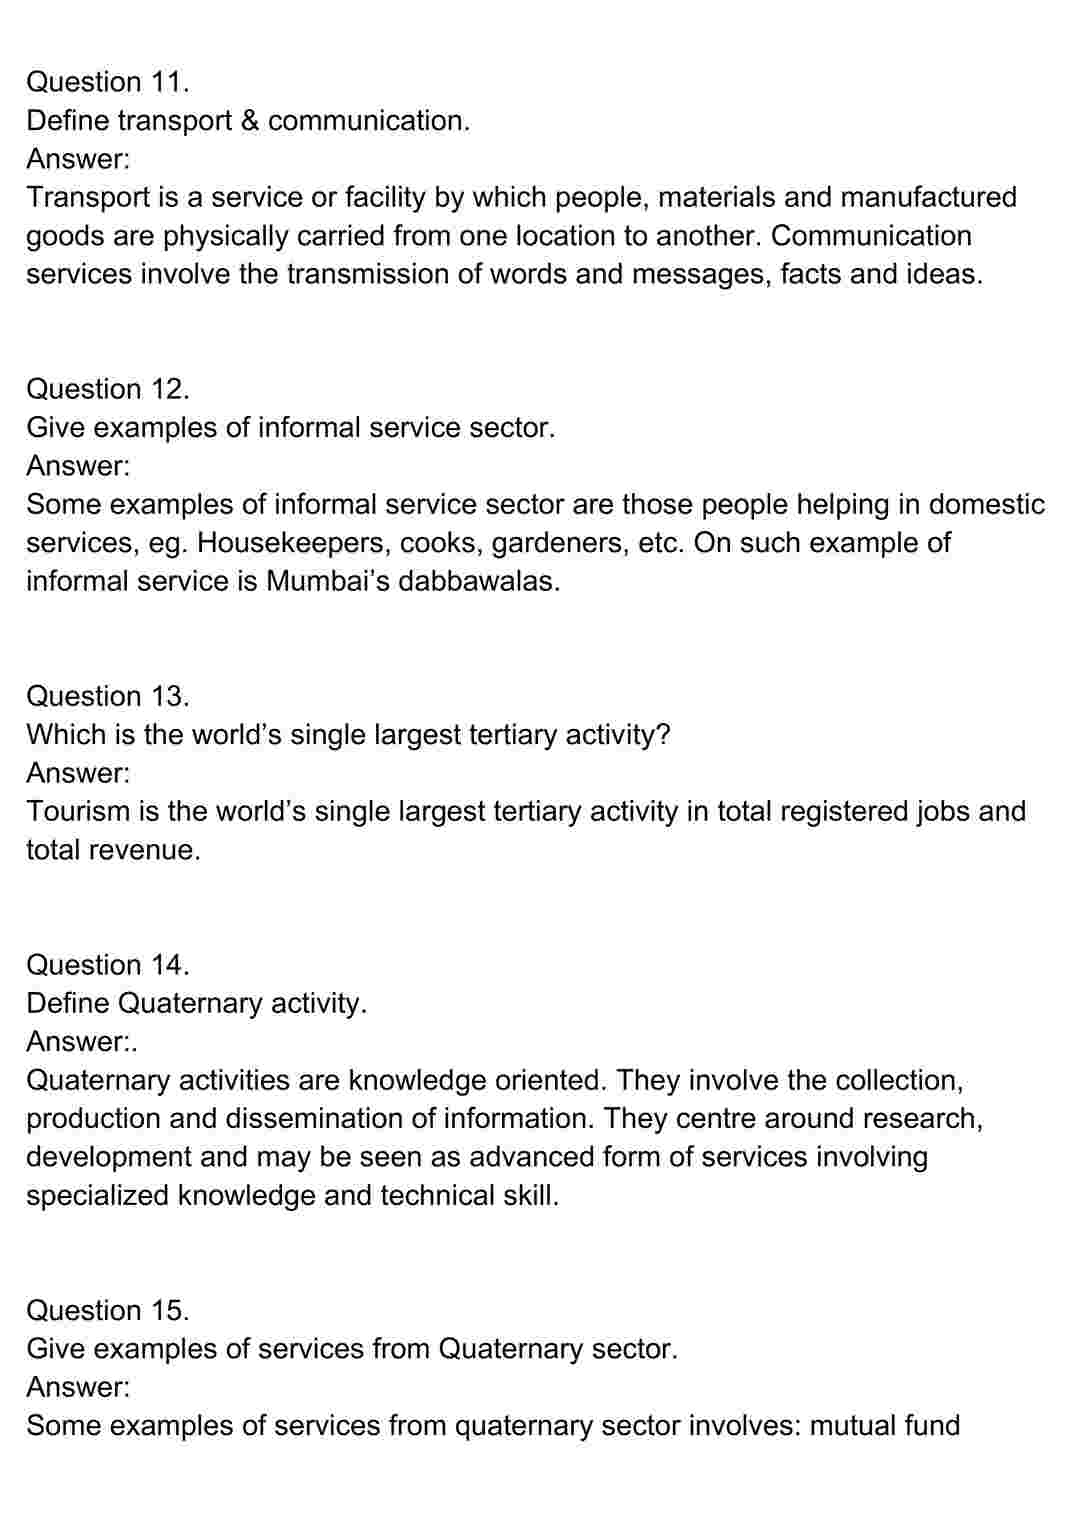 Question 11.
Define transport & communication.
Answer:
Transport is a service or facility by which people, materials and manufactured
goods are physically carried from one location to another. Communication
services involve the transmission of words and messages, facts and ideas.
Question 12.
Give examples of informal service sector.
Answer:
Some examples of informal service sector are those people helping in domestic
services, eg. Housekeepers, cooks, gardeners, etc. On such example of
informal service is Mumbai’s dabbawalas.
Question 13.
Which is the world’s single largest tertiary activity?
Answer:
Tourism is the world’s single largest tertiary activity in total registered jobs and
total revenue.
Question 14.
Define Quaternary activity.
Answer:.
Quaternary activities are knowledge oriented. They involve the collection,
production and dissemination of information. They centre around research,
development and may be seen as advanced form of services involving
specialized knowledge and technical skill.
Question 15.
Give examples of services from Quaternary sector.
Answer:
Some examples of services from quaternary sector involves: mutual fund